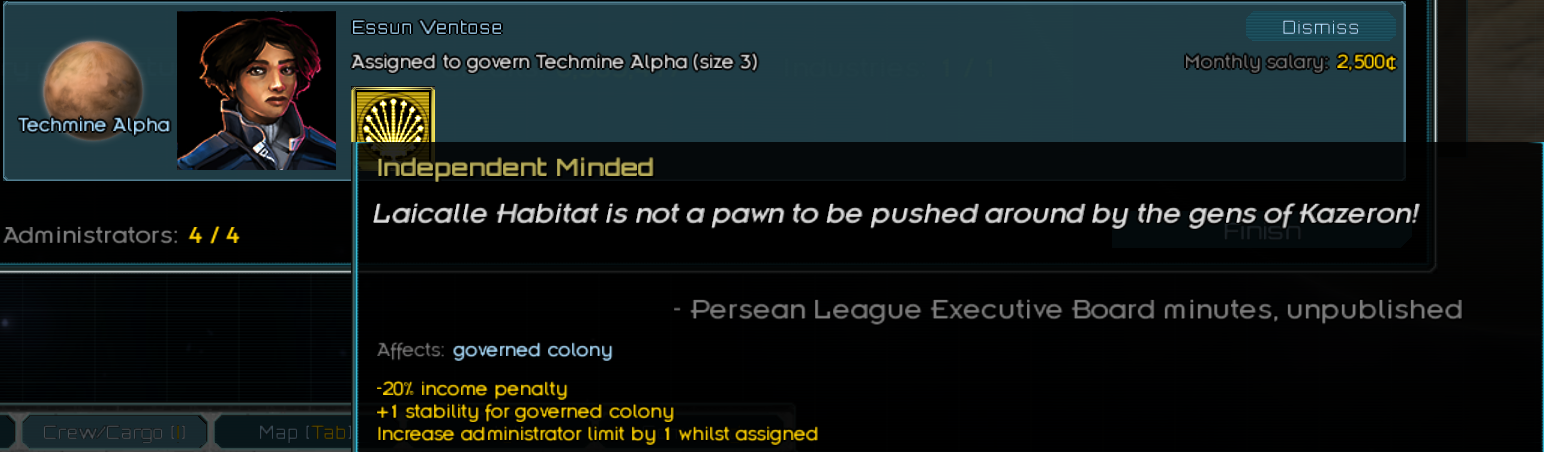 Essun Ventose
Dismiss
Assigned to govern Techmine Alpha (size 3)
Monthly salary: 2,500¢
Techmine Alpha
Independent Minded
Laicalle Habitat is not a pawn to be pushed around by the gens of Kazeron!
Finish
Administrators: 4 / 4
- Persean League Executive Board minutes, unpublished
Affects: governed colony
-20% income penalty
+1 stability for governed colony
Increase administrator limit by 1 whilst assigned
Crew/Cargo [I]
Map [Tab]